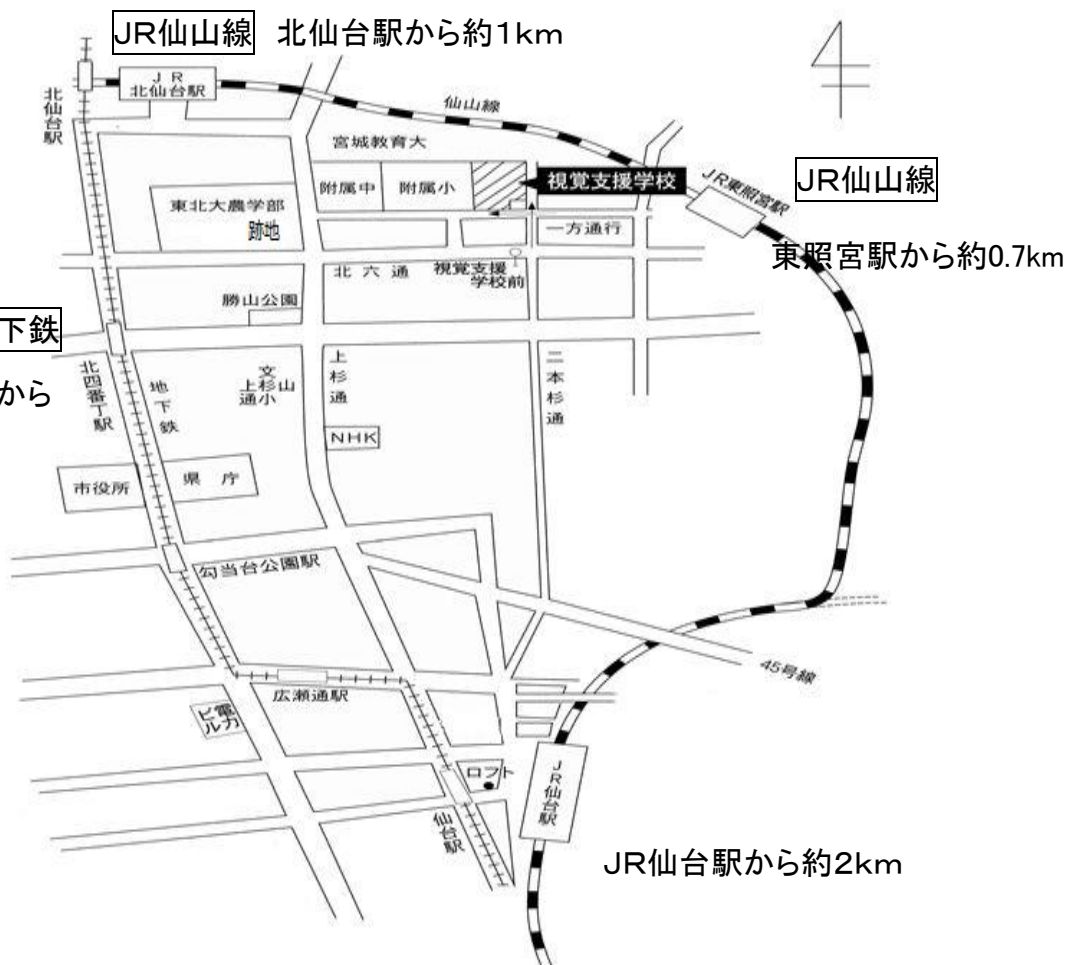 JR仙山線 北仙台駅から約1km
JR
北仙台駅
北仙台駅
仙山線
宮城教育大
附属中
附属小
視覚支援学校
JR東照宮駅
JR仙山線
東照宮駅から約0.7km
東北大農学部
跡地
一方通行
北六通
視覚支援
学校前
勝山公園
下鉄
から
北四番丁駅
地下鉄
上杉山
通小
文
上杉通
二本杉通
NHK
市役所
県庁
勾当台公園駅
45号線
広瀬通駅
電力
ビル
ロフト
仙台駅
JR仙台駅
JR仙台駅から約2km